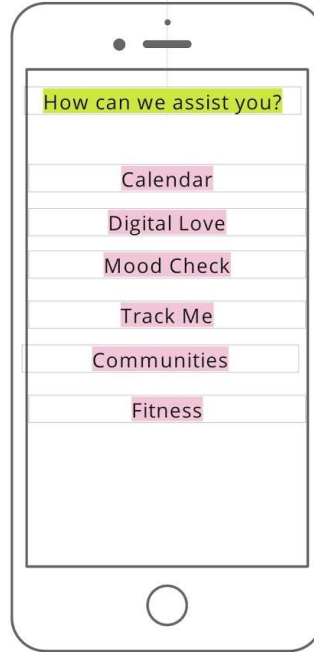 How can we assist you?
Calendar
Digital Love
Mood Check
Track Me
Communities
Fitness